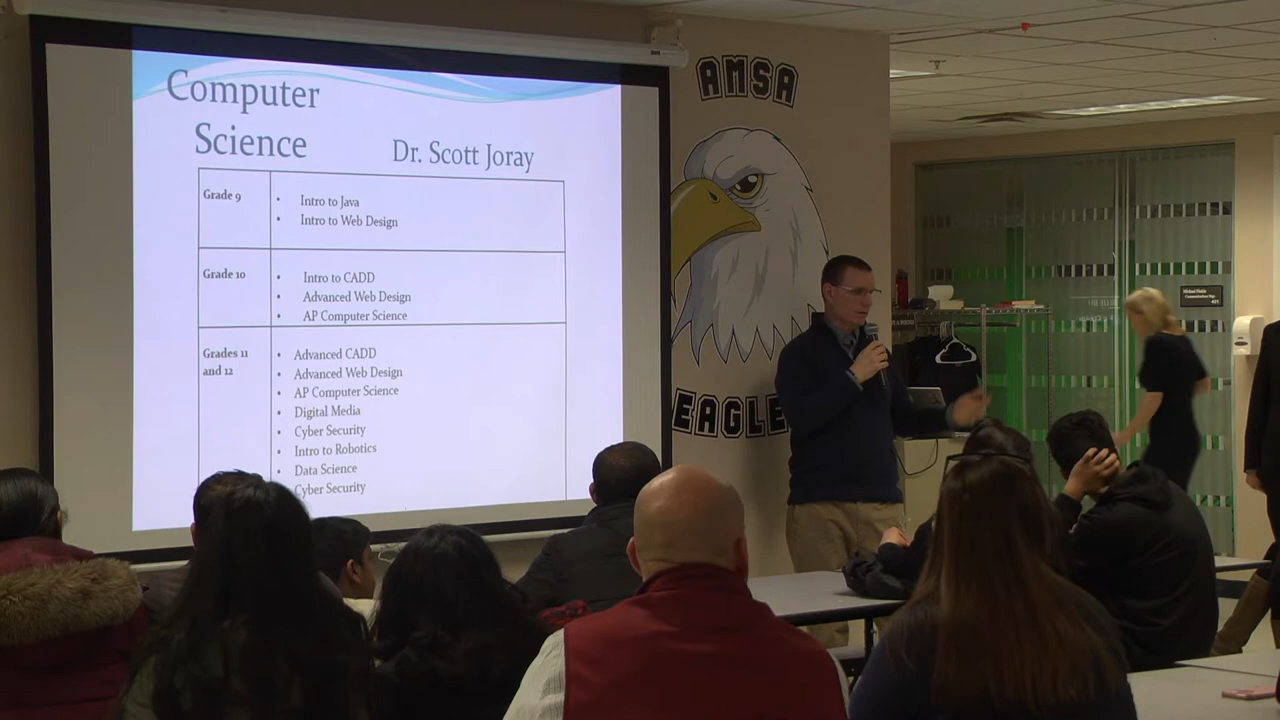 Computer
Science
Dr. Scott Joray
Grade 9
• Intro to Java
• Intro to Web Design
Grade 10
• Intro to CADD
• Advanced Web Design
• AP Computer Science
Grades 11
and 12
• Advanced CADD
• Advanced Web Design
• AP Computer Science
• Digital Media
• Cyber Security
• Intro to Robotics
• Data Science
• Cyber Security
AMSA
EAGLE